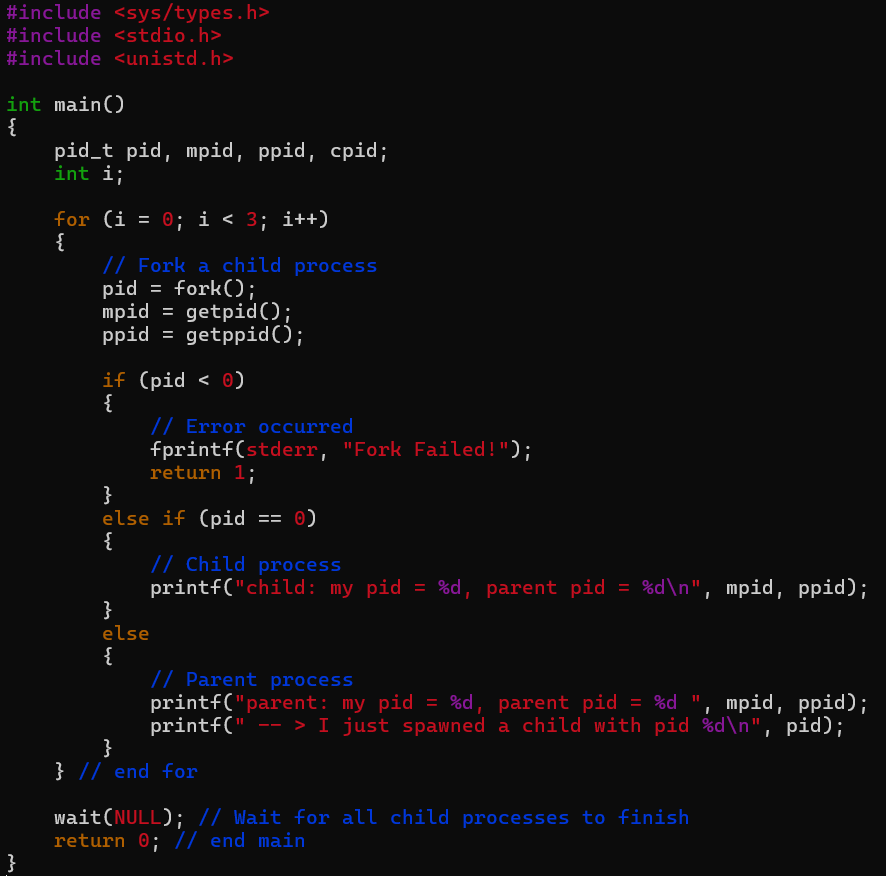 #include <sys/types.h>
#include <stdio.h>
#include <unistd.h>

int main()
{
    pid_t pid, mpid, ppid, cpid;
    int i;

    for (i = 0; i < 3; i++)
    {
        // Fork a child process
        pid = fork();
        mpid = getpid();
        ppid = getppid();

        if (pid < 0)
        {
            // Error occurred
            fprintf(stderr, "Fork Failed!");
            return 1;
        }
        else if (pid == 0)
        {
            // Child process
            printf("child: my pid = %d, parent pid = %d\n", mpid, ppid);
        }
        else
        {
            // Parent process
            printf("parent: my pid = %d, parent pid = %d ", mpid, ppid);
            printf(" -- > I just spawned a child with pid %d\n", pid);
        }
    } // end for

    wait(NULL); // Wait for all child processes to finish
    return 0; // end main
}